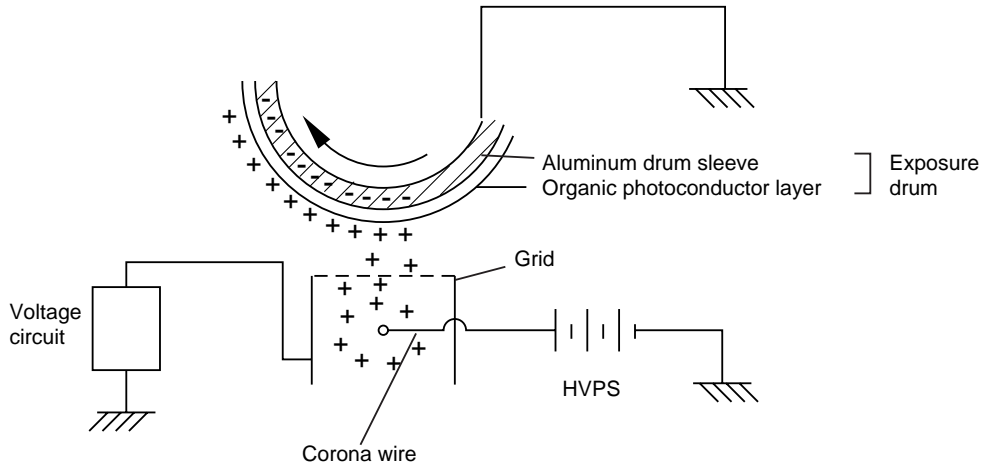 Aluminum drum sleeve
Organic photoconductor layer
Exposure
drum
Grid
Voltage
circuit
HVPS
Corona wire